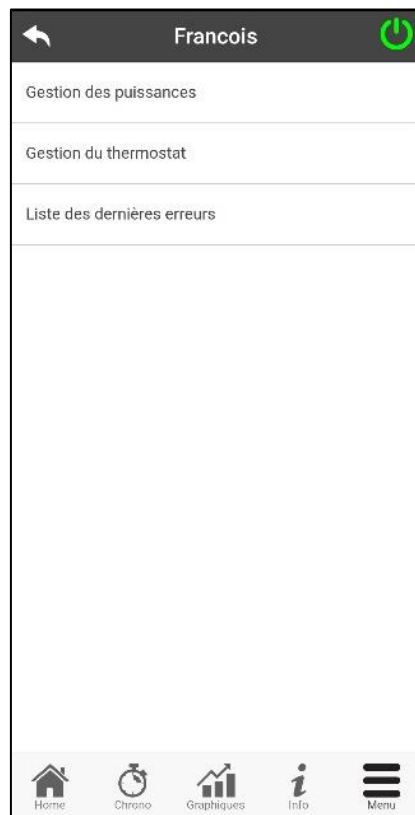 Francois
Gestion des puissances
Gestion du thermostat
Liste des dernières erreurs
Home
Chrono
Graphiques
Info
Menu